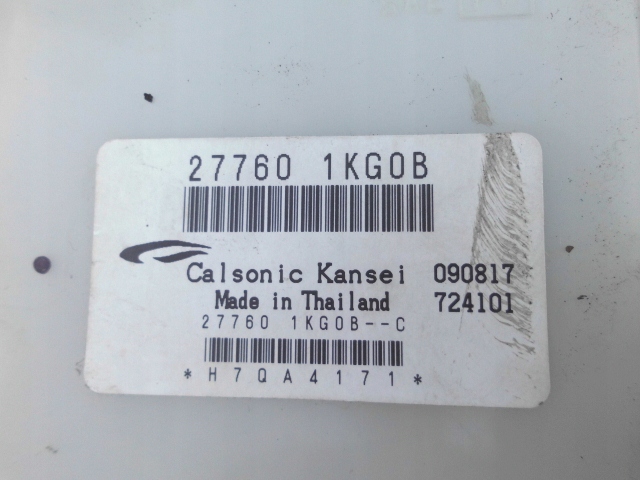 27760 1KG0B
Calsonic Kansei 090817
Made in Thailand 724101
27760 1KG0B--C
*H7QA4171*